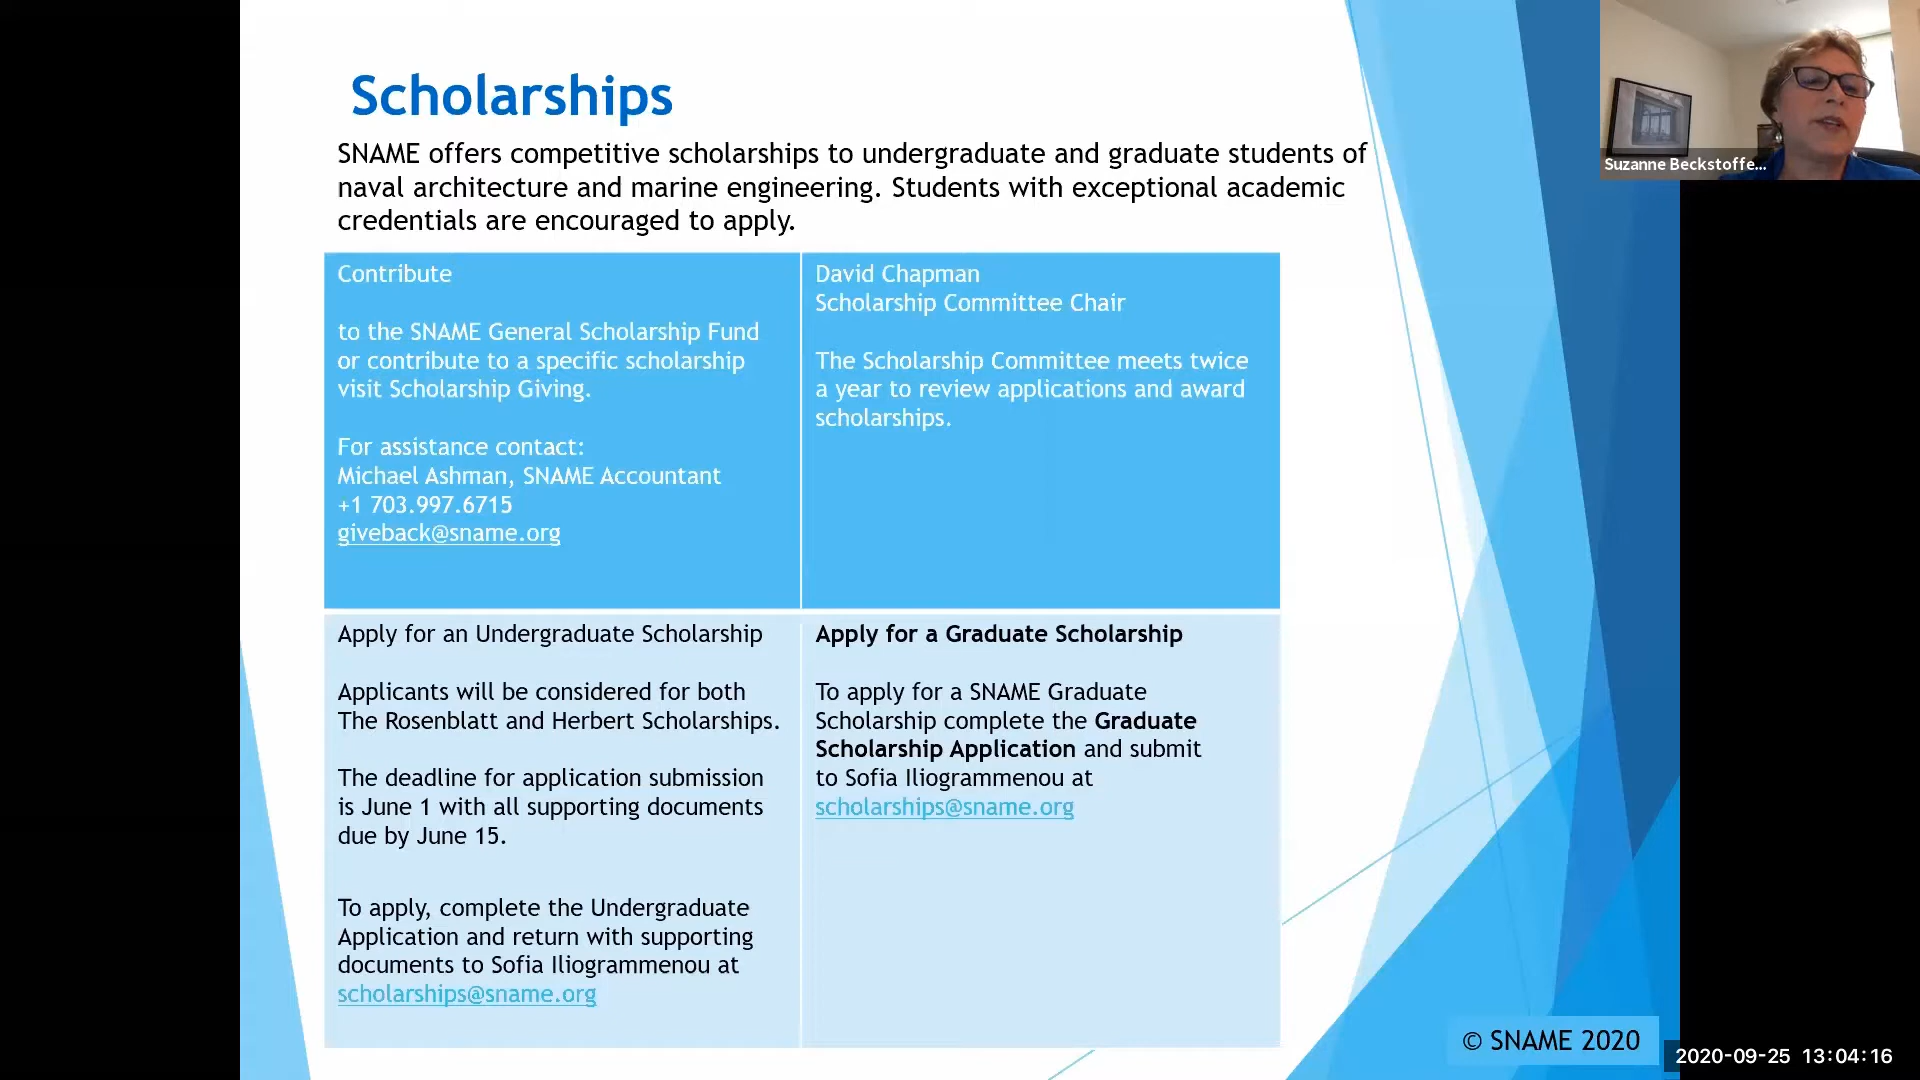 Scholarships
SNAME offers competitive scholarships to undergraduate and graduate students of
naval architecture and marine engineering. Students with exceptional academic
credentials are encouraged to apply.
Contribute
to the SNAME General Scholarship Fund
or contribute to a specific scholarship
visit Scholarship Giving.
For assistance contact:
Michael Ashman, SNAME Accountant
+1 703.997.6715
giveback@sname.org
David Chapman
Scholarship Committee Chair
The Scholarship Committee meets twice
a year to review applications and award
scholarships.
Apply for an Undergraduate Scholarship
Applicants will be considered for both
The Rosenblatt and Herbert Scholarships.
The deadline for application submission
is June 1 with all supporting documents
due by June 15.
To apply, complete the Undergraduate
Application and return with supporting
documents to Sofia Iliogrammenou at
scholarships@sname.org
Apply for a Graduate Scholarship
To apply for a SNAME Graduate
Scholarship complete the Graduate
Scholarship Application and submit
to Sofia Iliogrammenou at
scholarships@sname.org
Suzanne Beckstoffe...
© SNAME 2020
2020-09-25 13:04:16